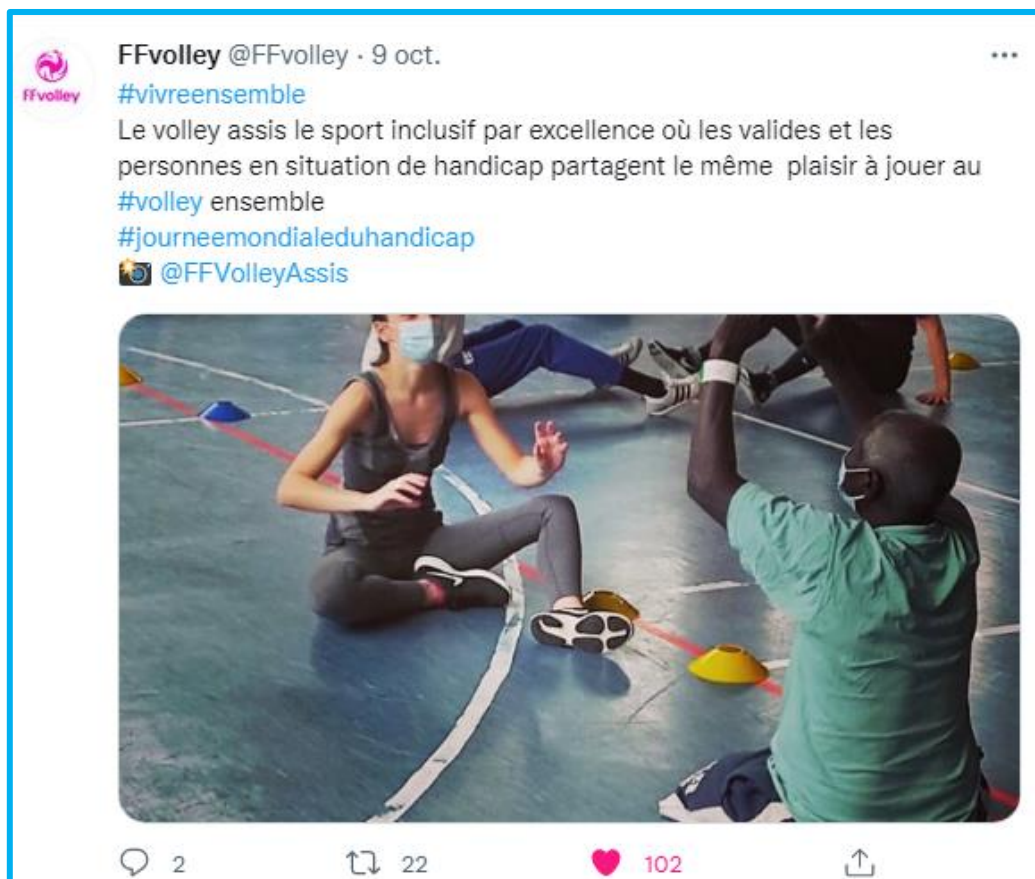 FFvolley @FFvolley · 9 oct.
FFvolley
#vivreensemble
Le volley assis le sport inclusif par excellence où les valides et les
personnes en situation de handicap partagent le même plaisir à jouer au
#volley ensemble
#journeemondialeduhandicap
@FFVolleyAssis
2 22 102